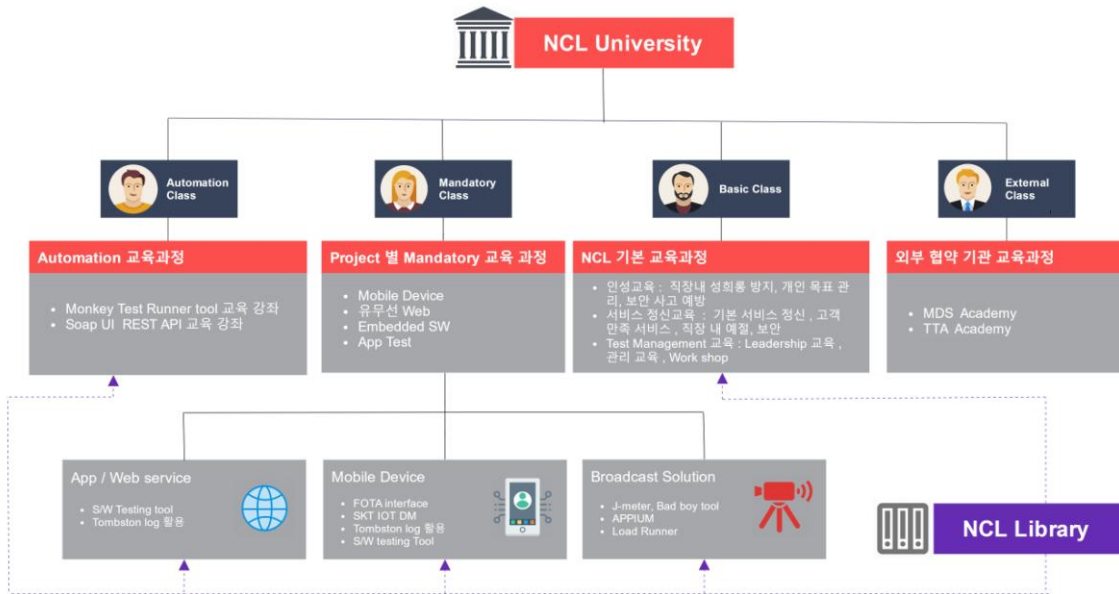 NCL University
Automation
Class
Mandatory
Class
Basic Class
External
Class
Automation 교육과정
Monkey Test Runner tool 교육 강좌
Soap UI REST API 교육 강좌
Project 별 Mandatory 교육 과정
Mobile Device
유무선 Web
Embedded SW
App Test
NCL 기본 교육과정
인성교육 : 직장내 성희롱 방지, 개인 목표 관
리, 보안 사고 예방
서비스 정신교육 : 기본 서비스 정신 , 고객
만족 서비스 , 직장 내 예절, 보안
Test Management 교육 : Leadership 교육 ,
관리 교육 , Work shop
외부 협약 기관 교육과정
MDS Academy
TTA Academy
App / Web service
S/W Testing tool
Tombston log 활용
Mobile Device
FOTA interface
SKT IOT DM
Tombston log 활용
S/W testing Tool
Broadcast Solution
J-meter, Bad boy tool
APPIUM
Load Runner
NCL Library